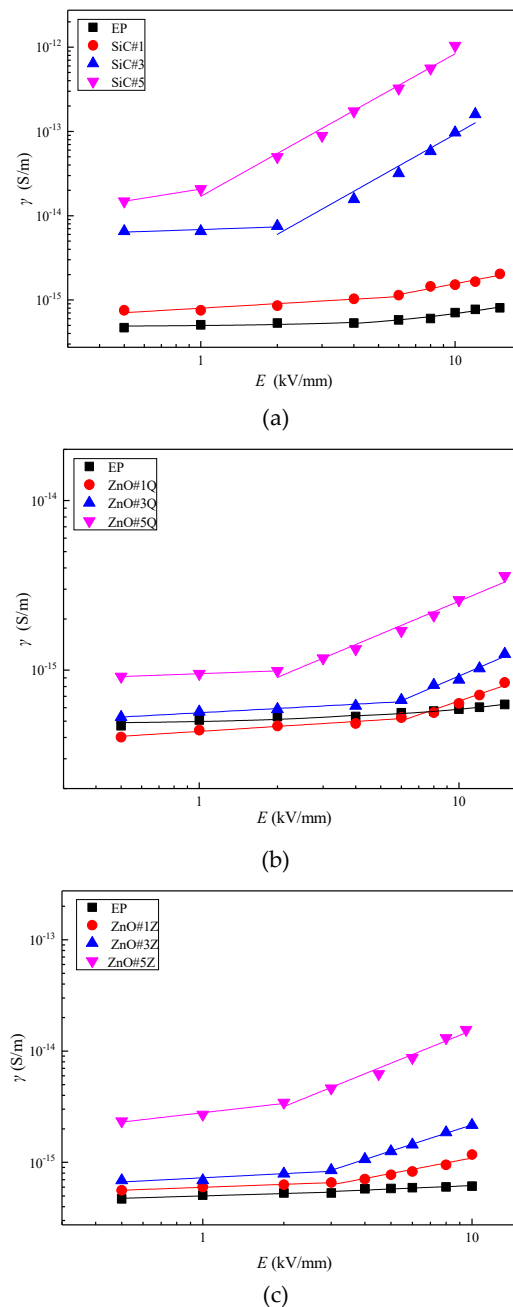 EP
SiC#1
SiC#3
SiC#5
10⁻¹²
10⁻¹³
10⁻¹⁴
10⁻¹⁵
γ (S/m)
1
10
E (kV/mm)
(a)
EP
ZnO#1Q
ZnO#3Q
ZnO#5Q
10⁻¹⁴
10⁻¹⁵
γ (S/m)
1
10
E (kV/mm)
(b)
EP
ZnO#1Z
ZnO#3Z
ZnO#5Z
10⁻¹³
10⁻¹⁴
10⁻¹⁵
γ (S/m)
1
10
E (kV/mm)
(c)